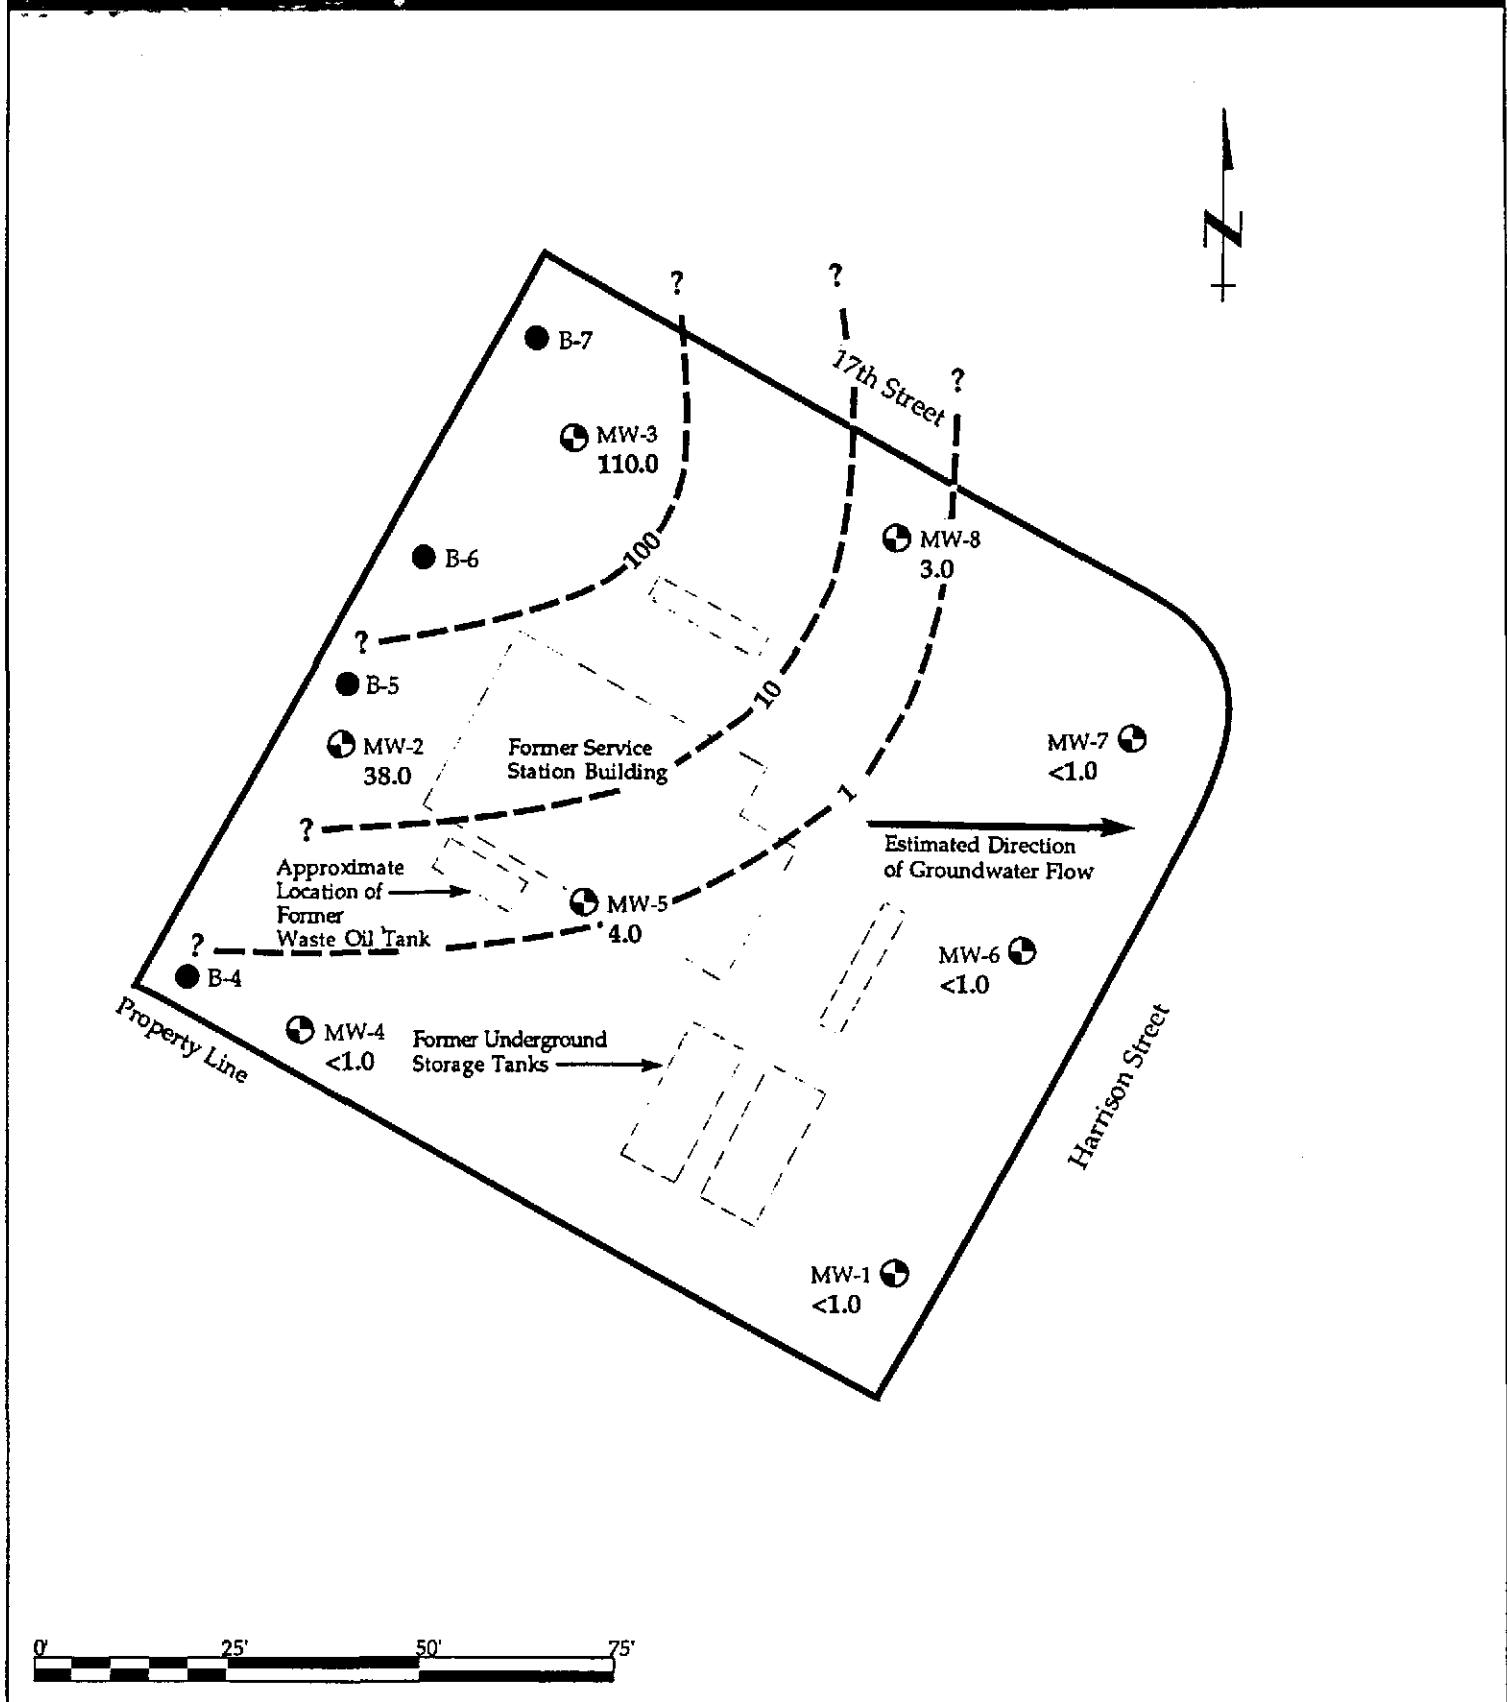 N
?
?
17th Street
?
B-7
MW-3
110.0
100
B-6
MW-8
3.0
?
B-5
10
MW-2
38.0
Former Service
Station Building
MW-7
<1.0
1
?
Estimated Direction
of Groundwater Flow
Approximate
Location of
Former
Waste Oil Tank
MW-5
4.0
?
B-4
MW-6
<1.0
Property Line
MW-4
<1.0
Former Underground
Storage Tanks
Harrison Street
MW-1
<1.0
0' 25' 50' 75'